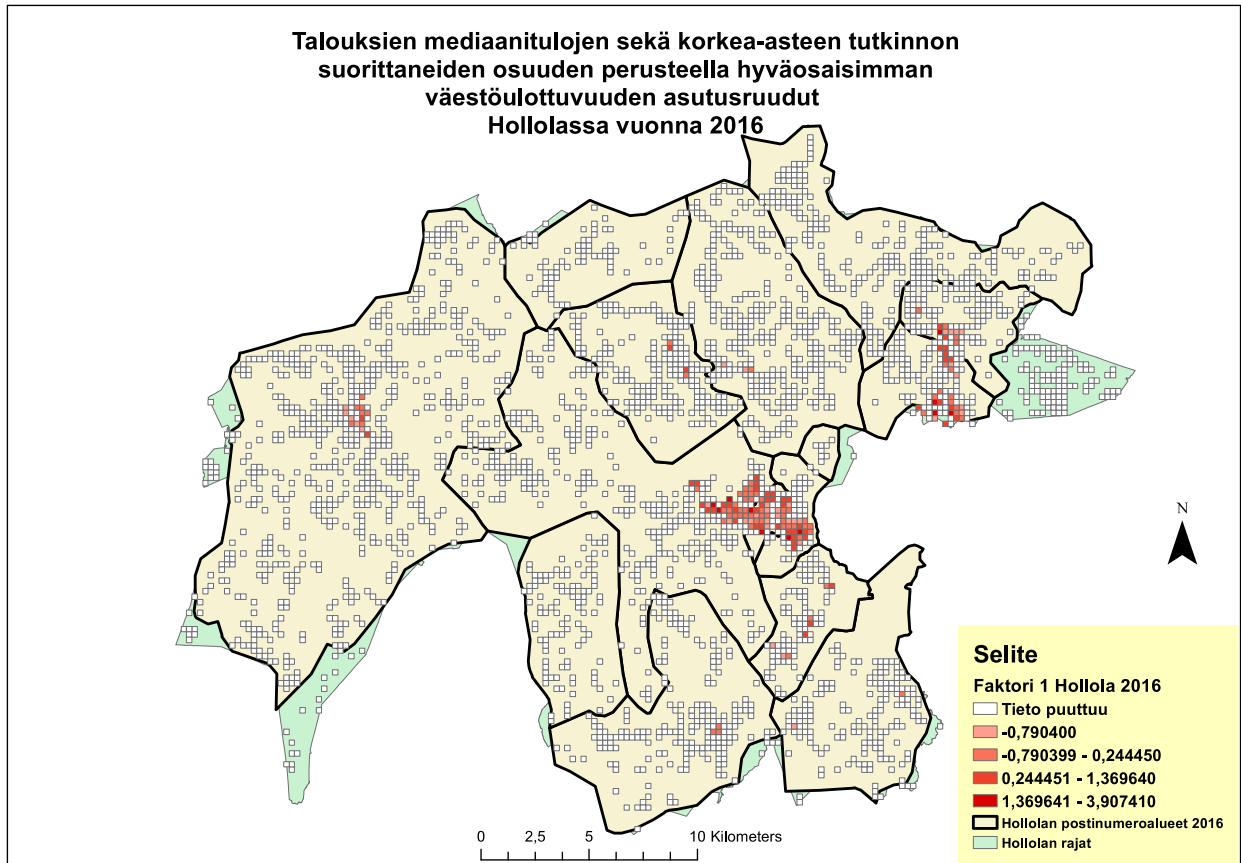 Talouksien mediaanitulojen sekä korkea-asteen tutkinnon
suorittaneiden osuuden perusteella hyväosaisimman
väestöulottuvuuden asutusruudut
Hollolassa vuonna 2016
N
Selite
Faktori 1 Hollola 2016
Tieto puuttuu
-0,790400
-0,790399 - 0,244450
0,244451 - 1,369640
1,369641 - 3,907410
Hollolan postinumeroalueet 2016
Hollolan rajat
0 2,5 5 10 Kilometers